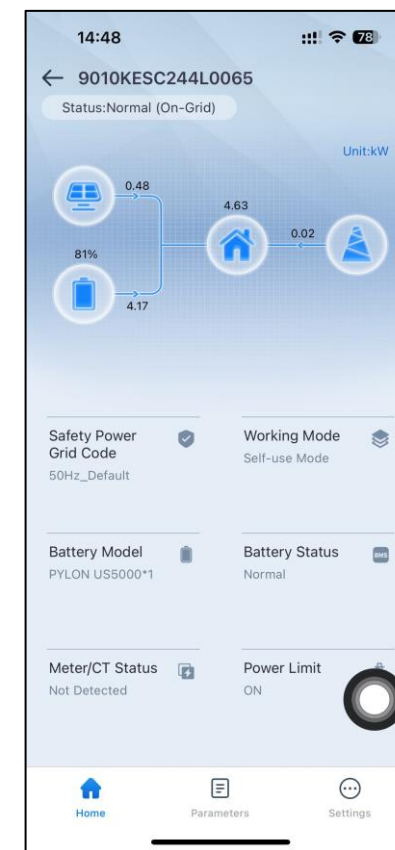 14:48
78
9010KESC244L0065
Status:Normal (On-Grid)
Unit:kW
0.48
4.63
0.02
81%
4.17
Safety Power
Grid Code
50Hz_Default
Working Mode
Self-use Mode
Battery Model
PYLON US5000*1
Battery Status
Normal
BMS
Meter/CT Status
Not Detected
Power Limit
ON
Home
Parameters
Settings